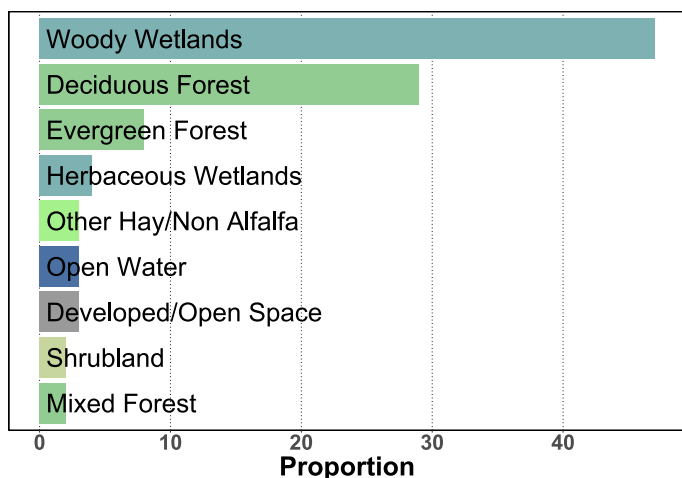 Woody Wetlands
Deciduous Forest
Evergreen Forest
Herbaceous Wetlands
Other Hay/Non Alfalfa
Open Water
Developed/Open Space
Shrubland
Mixed Forest
0 10 20 30 40
Proportion